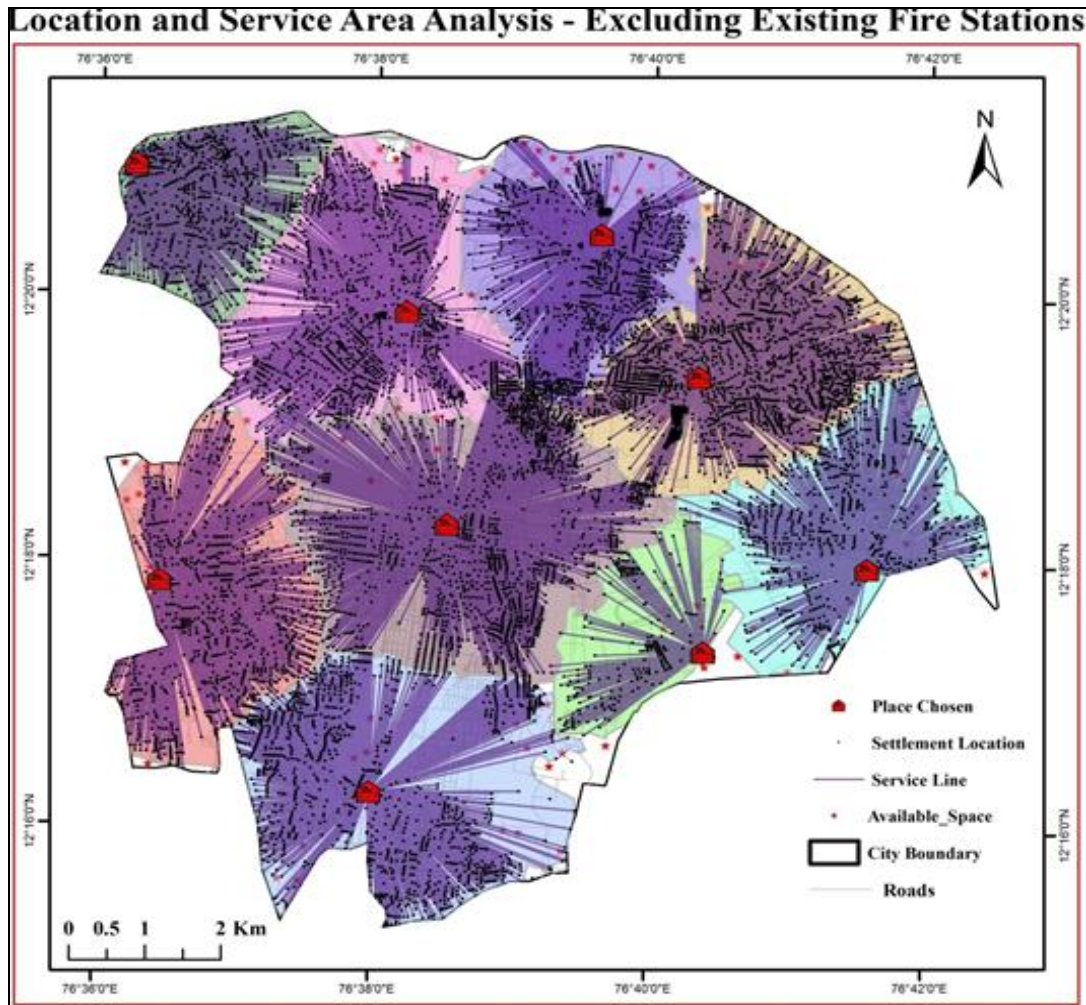 Location and Service Area Analysis - Excluding Existing Fire Stations
76°36'0"E 76°38'0"E 76°40'0"E 76°42'0"E
N
12°20'0"N 12°20'0"N
12°18'0"N 12°18'0"N
Place Chosen
Settlement Location
Service Line
Available_Space
12°16'0"N 12°16'0"N
City Boundary
Roads
0 0.5 1 2 Km
76°36'0"E 76°38'0"E 76°40'0"E 76°42'0"E